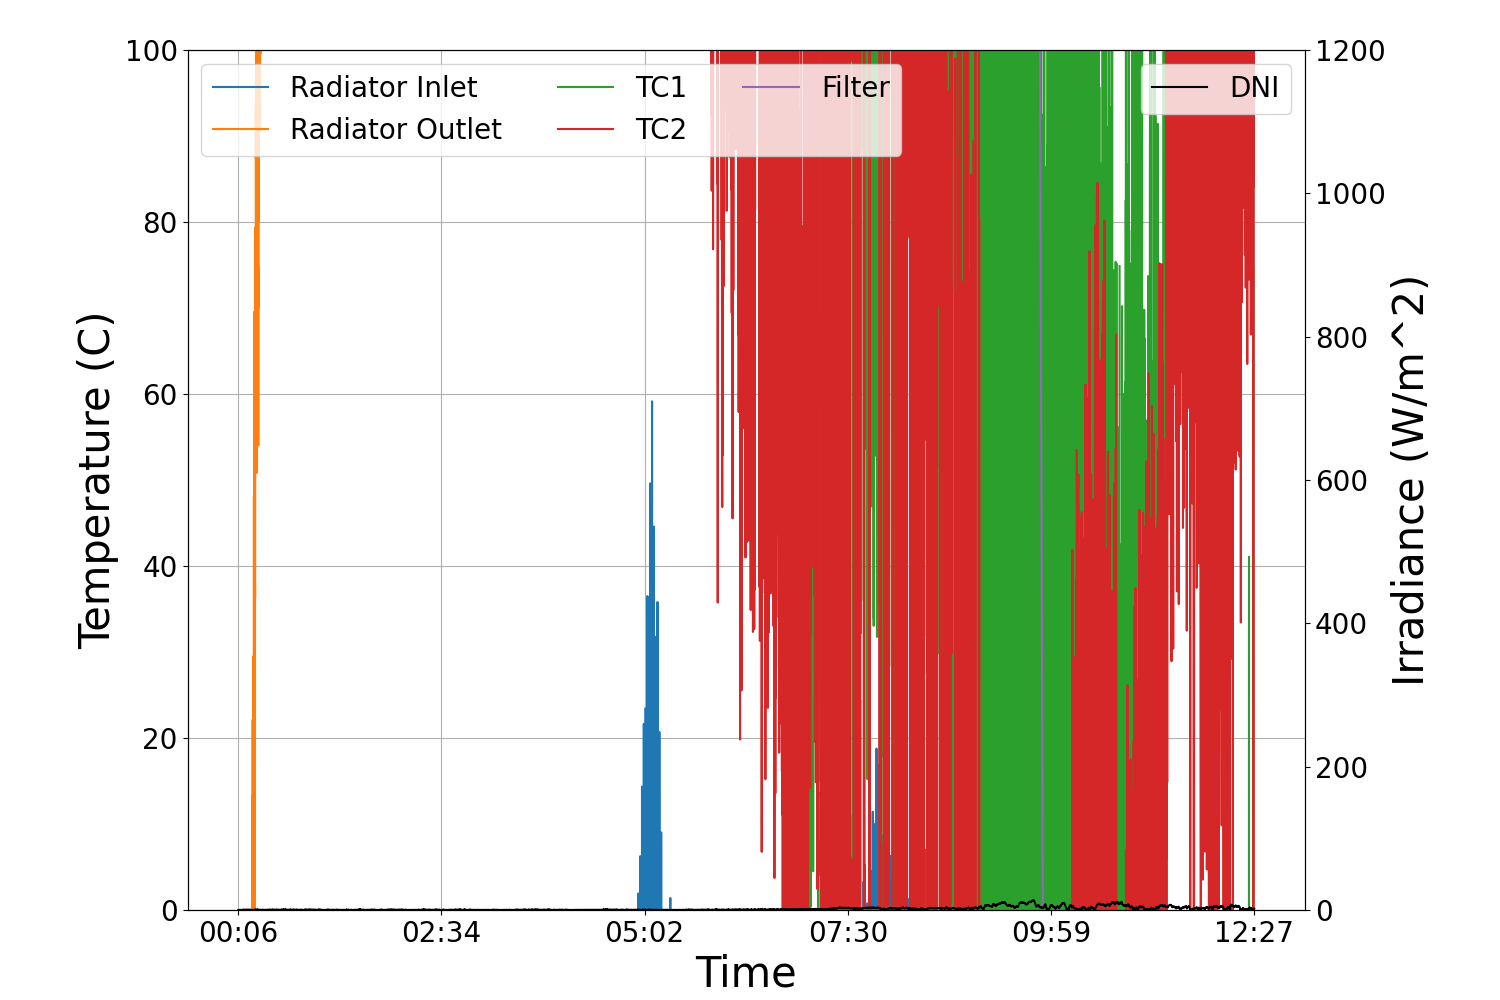 100
80
60
40
20
0
Temperature (C)
Radiator Inlet
Radiator Outlet
TC1
TC2
Filter
DNI
1200
1000
800
600
400
200
0
Irradiance (W/m^2)
00:06
02:34
05:02
07:30
09:59
12:27
Time